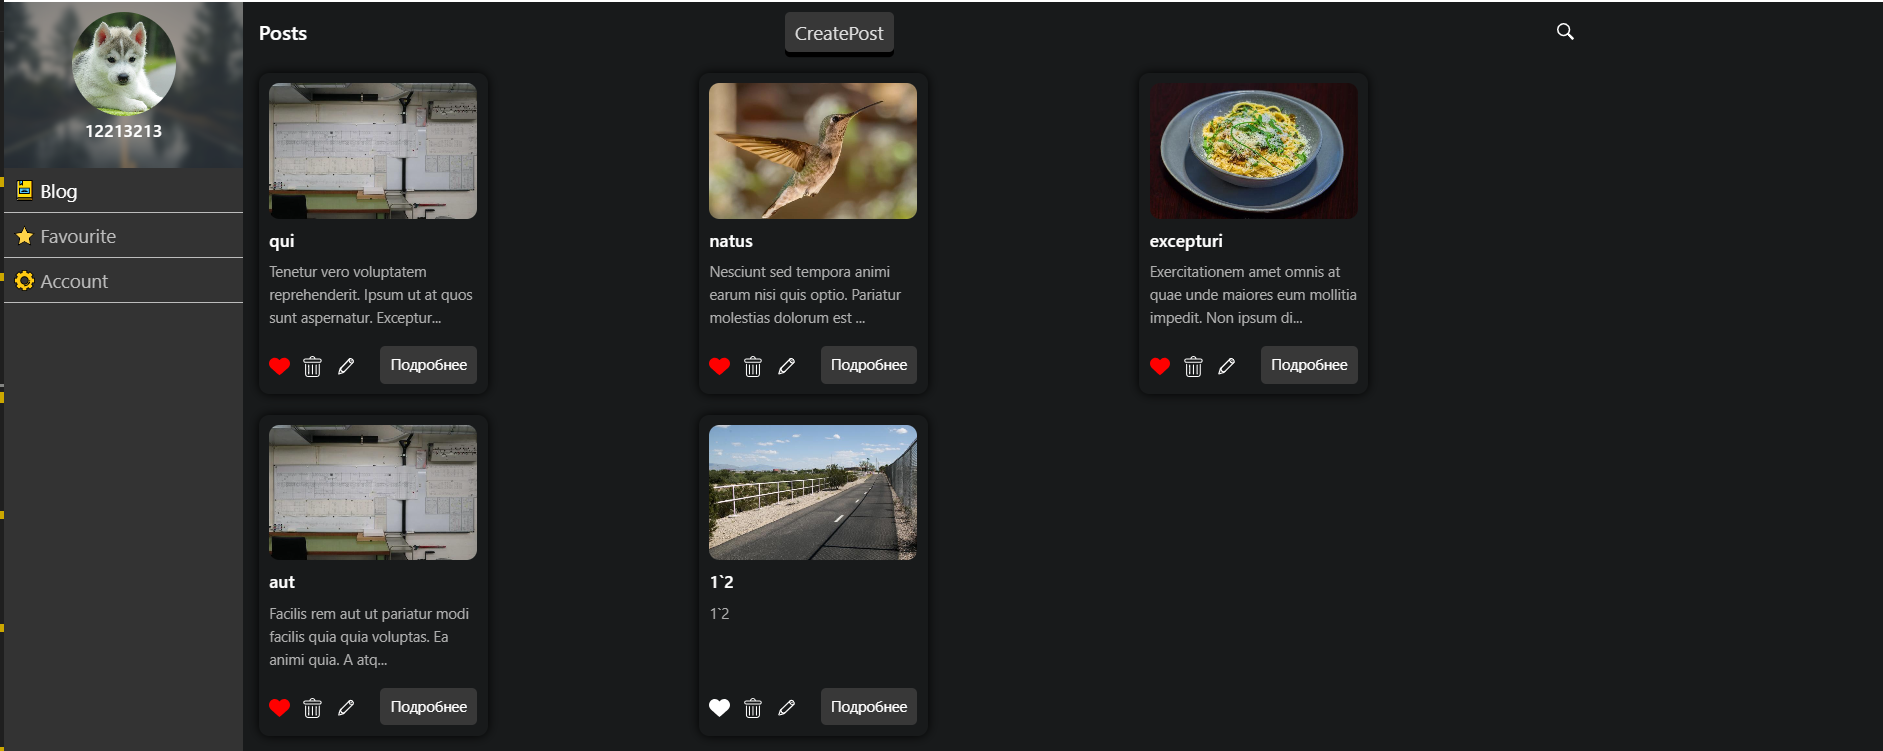 12213213
Blog
Favourite
Account
Posts
CreatePost
qui
Tenetur vero voluptatem
reprehenderit. Ipsum ut at quos
sunt aspernatur. Exceptur...
Подробнее
natus
Nesciunt sed tempora animi
earum nisi quis optio. Pariatur
molestias dolorum est ...
Подробнее
excepturi
Exercitationem amet omnis at
quae unde maiores eum mollitia
impedit. Non ipsum di...
Подробнее
aut
Facilis rem aut ut pariatur modi
facilis quia quia voluptas. Ea
animi quia. A atq...
Подробнее
1`2
1`2
Подробнее